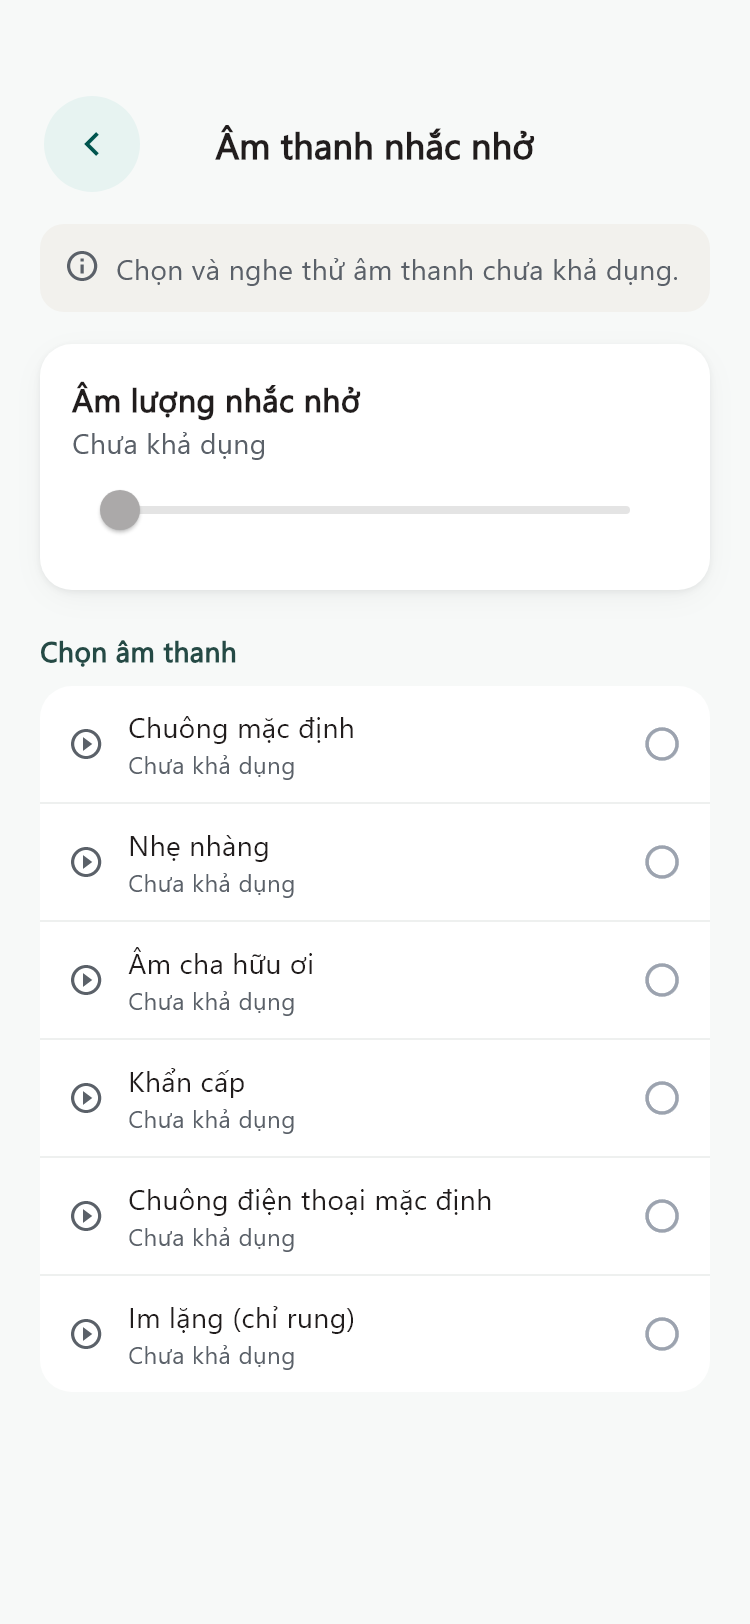 Âm thanh nhắc nhở
Chọn và nghe thử âm thanh chưa khả dụng.
Âm lượng nhắc nhở
Chưa khả dụng
Chọn âm thanh
Chuông mặc định
Chưa khả dụng
Nhẹ nhàng
Chưa khả dụng
Âm cha hữu ơi
Chưa khả dụng
Khẩn cấp
Chưa khả dụng
Chuông điện thoại mặc định
Chưa khả dụng
Im lặng (chỉ rung)
Chưa khả dụng